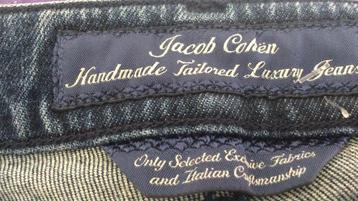 Jacob Cohën
Handmade Tailored Luxury Jeans
Only Selected Exclusive Fabrics
and Italian Craftsmanship